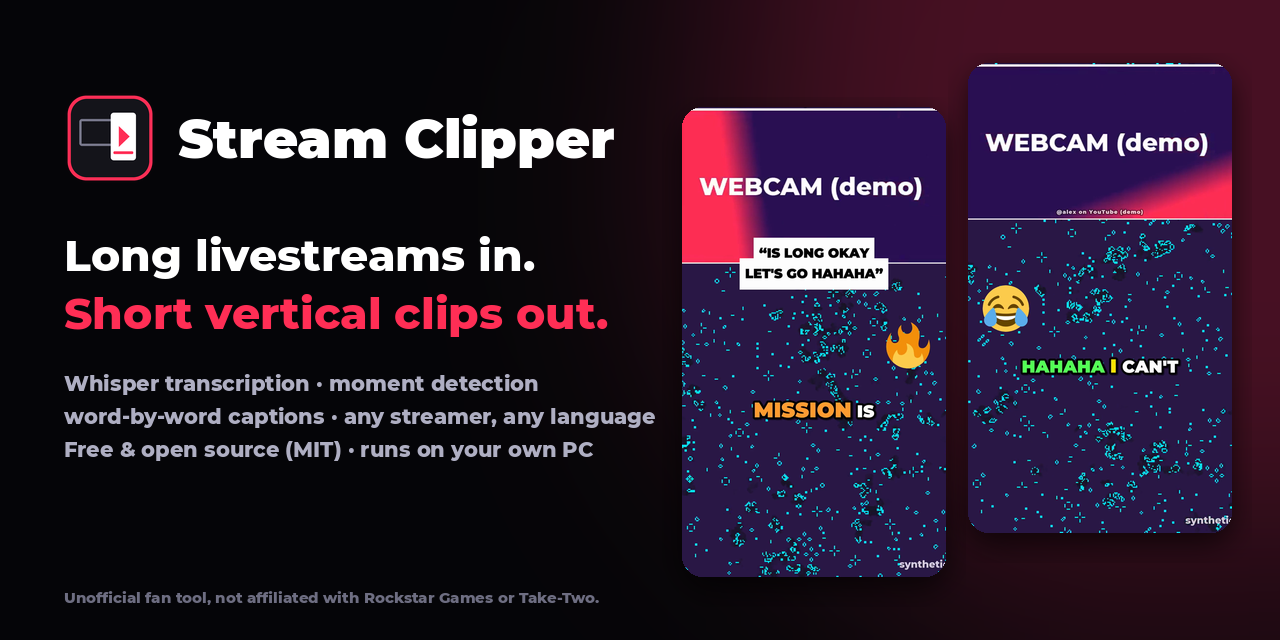 Stream Clipper
Long livestreams in.
Short vertical clips out.
Whisper transcription · moment detection
word-by-word captions · any streamer, any language
Free & open source (MIT) · runs on your own PC
Unofficial fan tool, not affiliated with Rockstar Games or Take-Two.
WEBCAM (demo)
“IS LONG OKAY
LET'S GO HAHAHA”
MISSION IS
WEBCAM (demo)
@alex on YouTube (demo)
HAHAHA I CAN'T